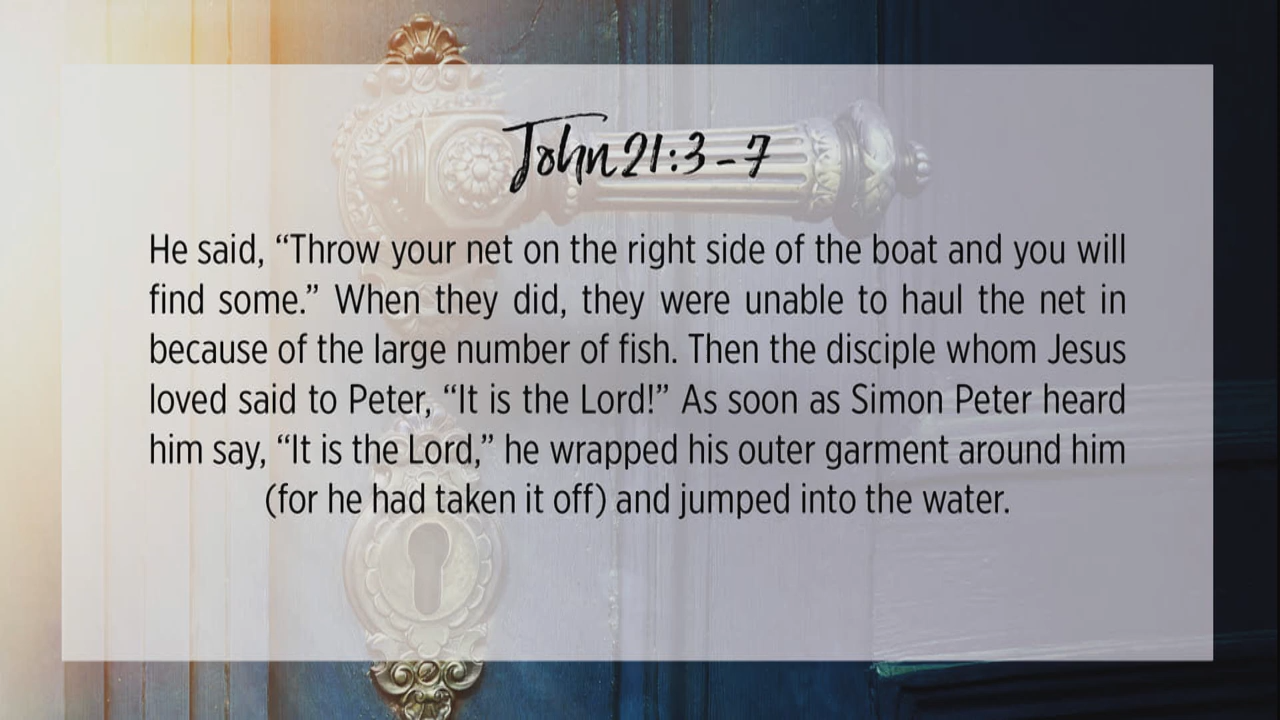 John 21:3-7
He said, “Throw your net on the right side of the boat and you will
find some.” When they did, they were unable to haul the net in
because of the large number of fish. Then the disciple whom Jesus
loved said to Peter, “It is the Lord!” As soon as Simon Peter heard
him say, “It is the Lord,” he wrapped his outer garment around him
(for he had taken it off) and jumped into the water.